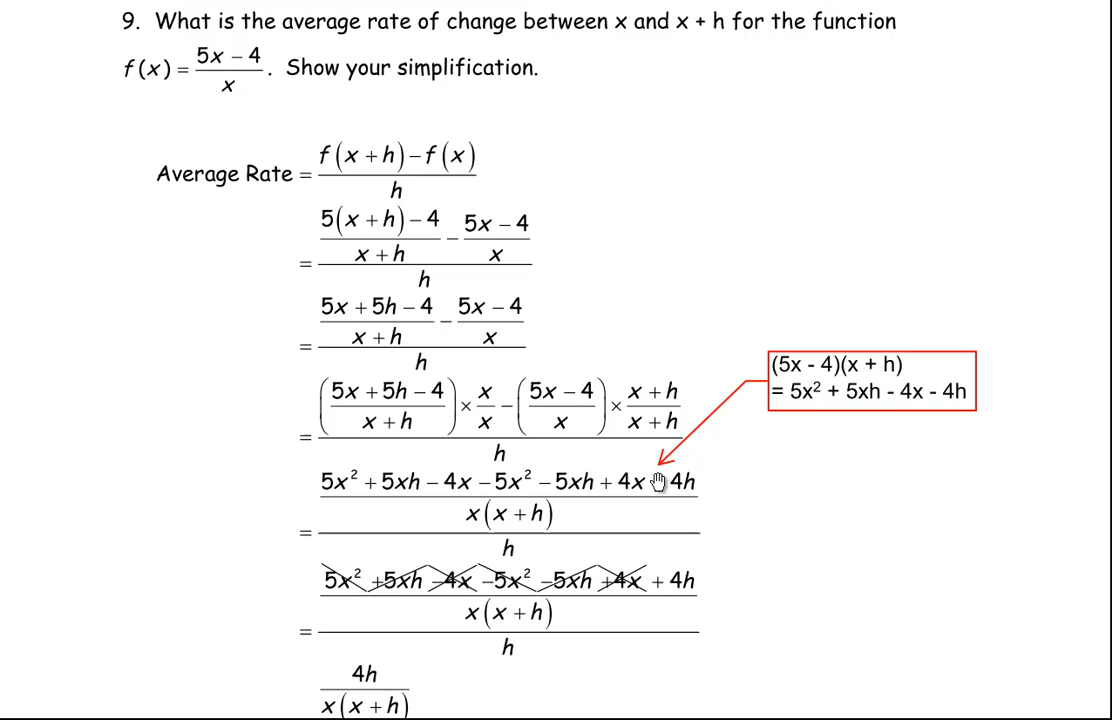 9. What is the average rate of change between x and x + h for the function
f(x) = (5x − 4)/x. Show your simplification.
Average Rate = (f(x + h) − f(x))/h
= ((5(x + h) − 4)/(x + h) − (5x − 4)/x)/h
= ((5x + 5h − 4)/(x + h) − (5x − 4)/x)/h
= (((5x + 5h − 4)/(x + h)) × x/x − ((5x − 4)/x) × (x + h)/(x + h))/h
(5x - 4)(x + h)
= 5x² + 5xh - 4x - 4h
= ((5x² + 5xh − 4x − 5x² − 5xh + 4x 4h)/(x(x + h)))/h
= ((5x² + 5xh − 4x − 5x² − 5xh + 4x + 4h)/(x(x + h)))/h
4h/(x(x + h))